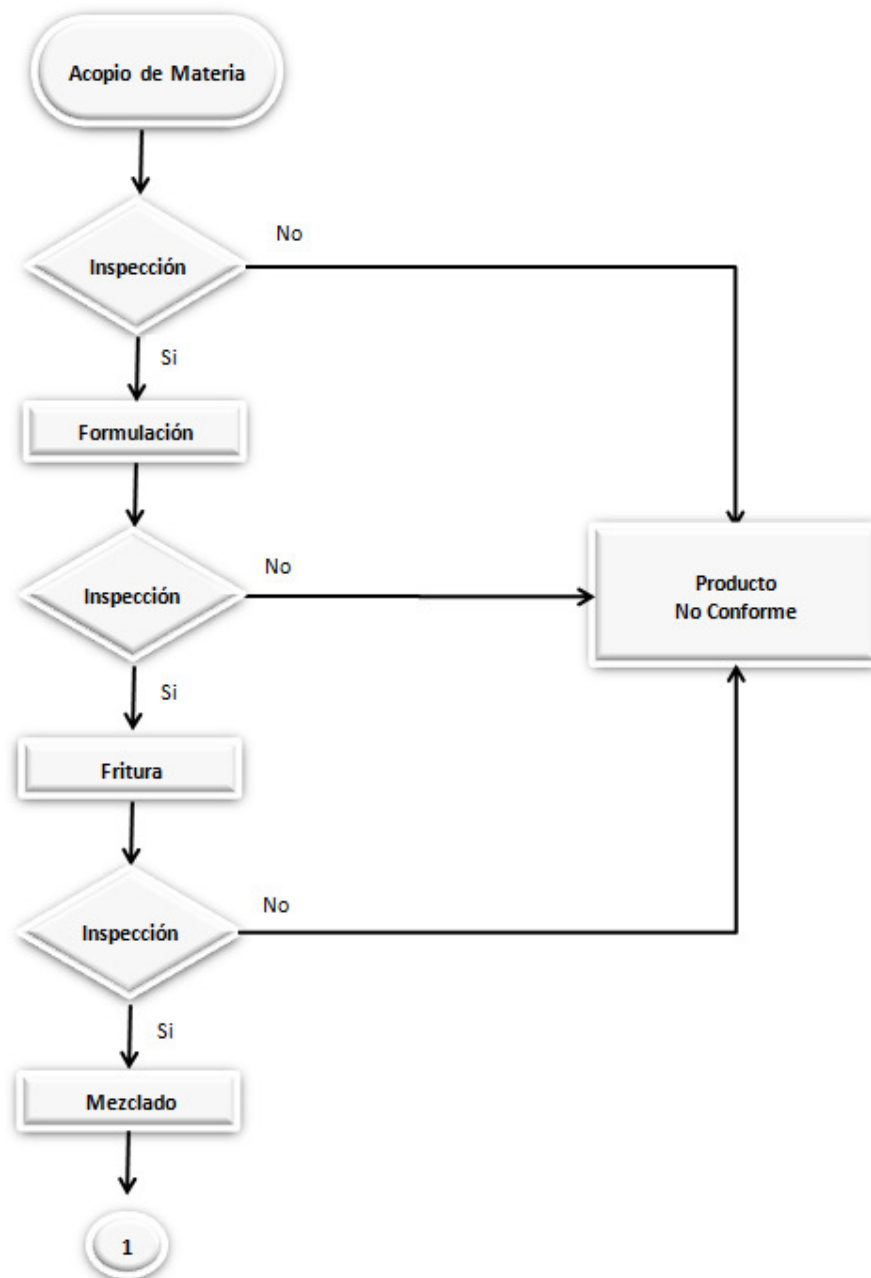 Acopio de Materia
Inspección
No
Si
Formulación
Inspección
No
Producto
No Conforme
Si
Fritura
Inspección
No
Si
Mezclado
1